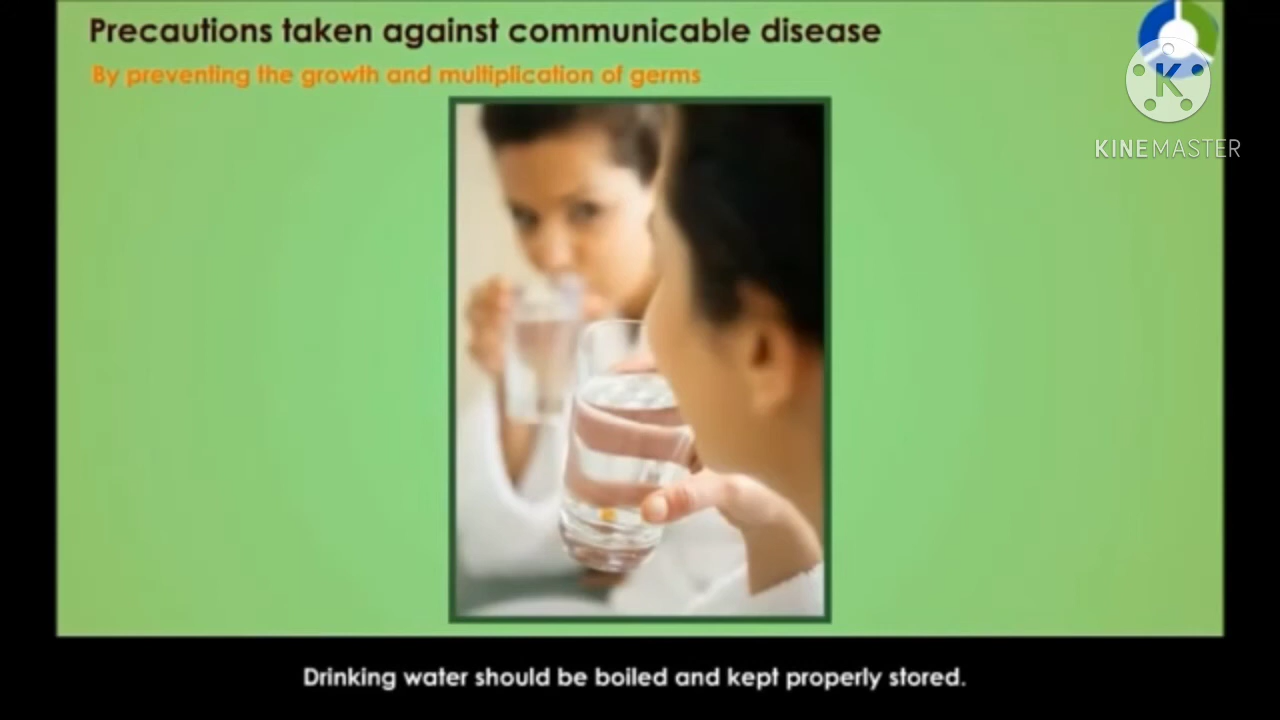 Precautions taken against communicable disease
By preventing the growth and multiplication of germs
K
KINEMASTER
Drinking water should be boiled and kept properly stored.